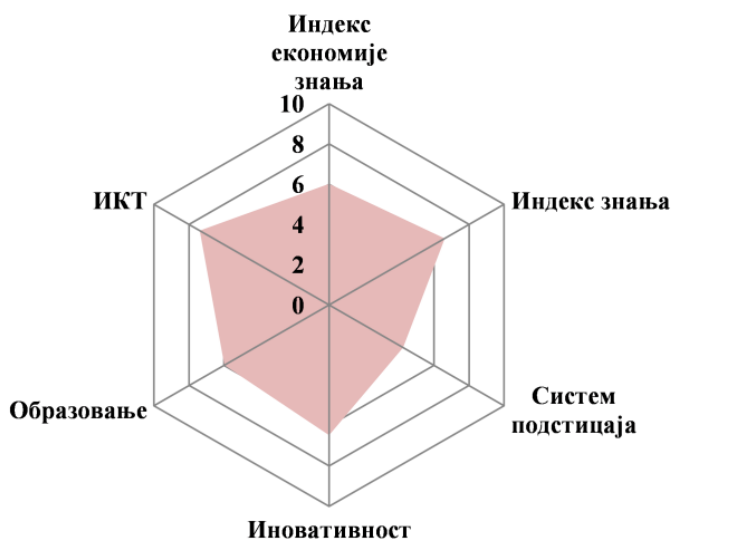 Индекс
економије
знања
10
8
6
4
2
0
ИКТ
Индекс знања
Образовање
Систем
подстицаја
Иновативност